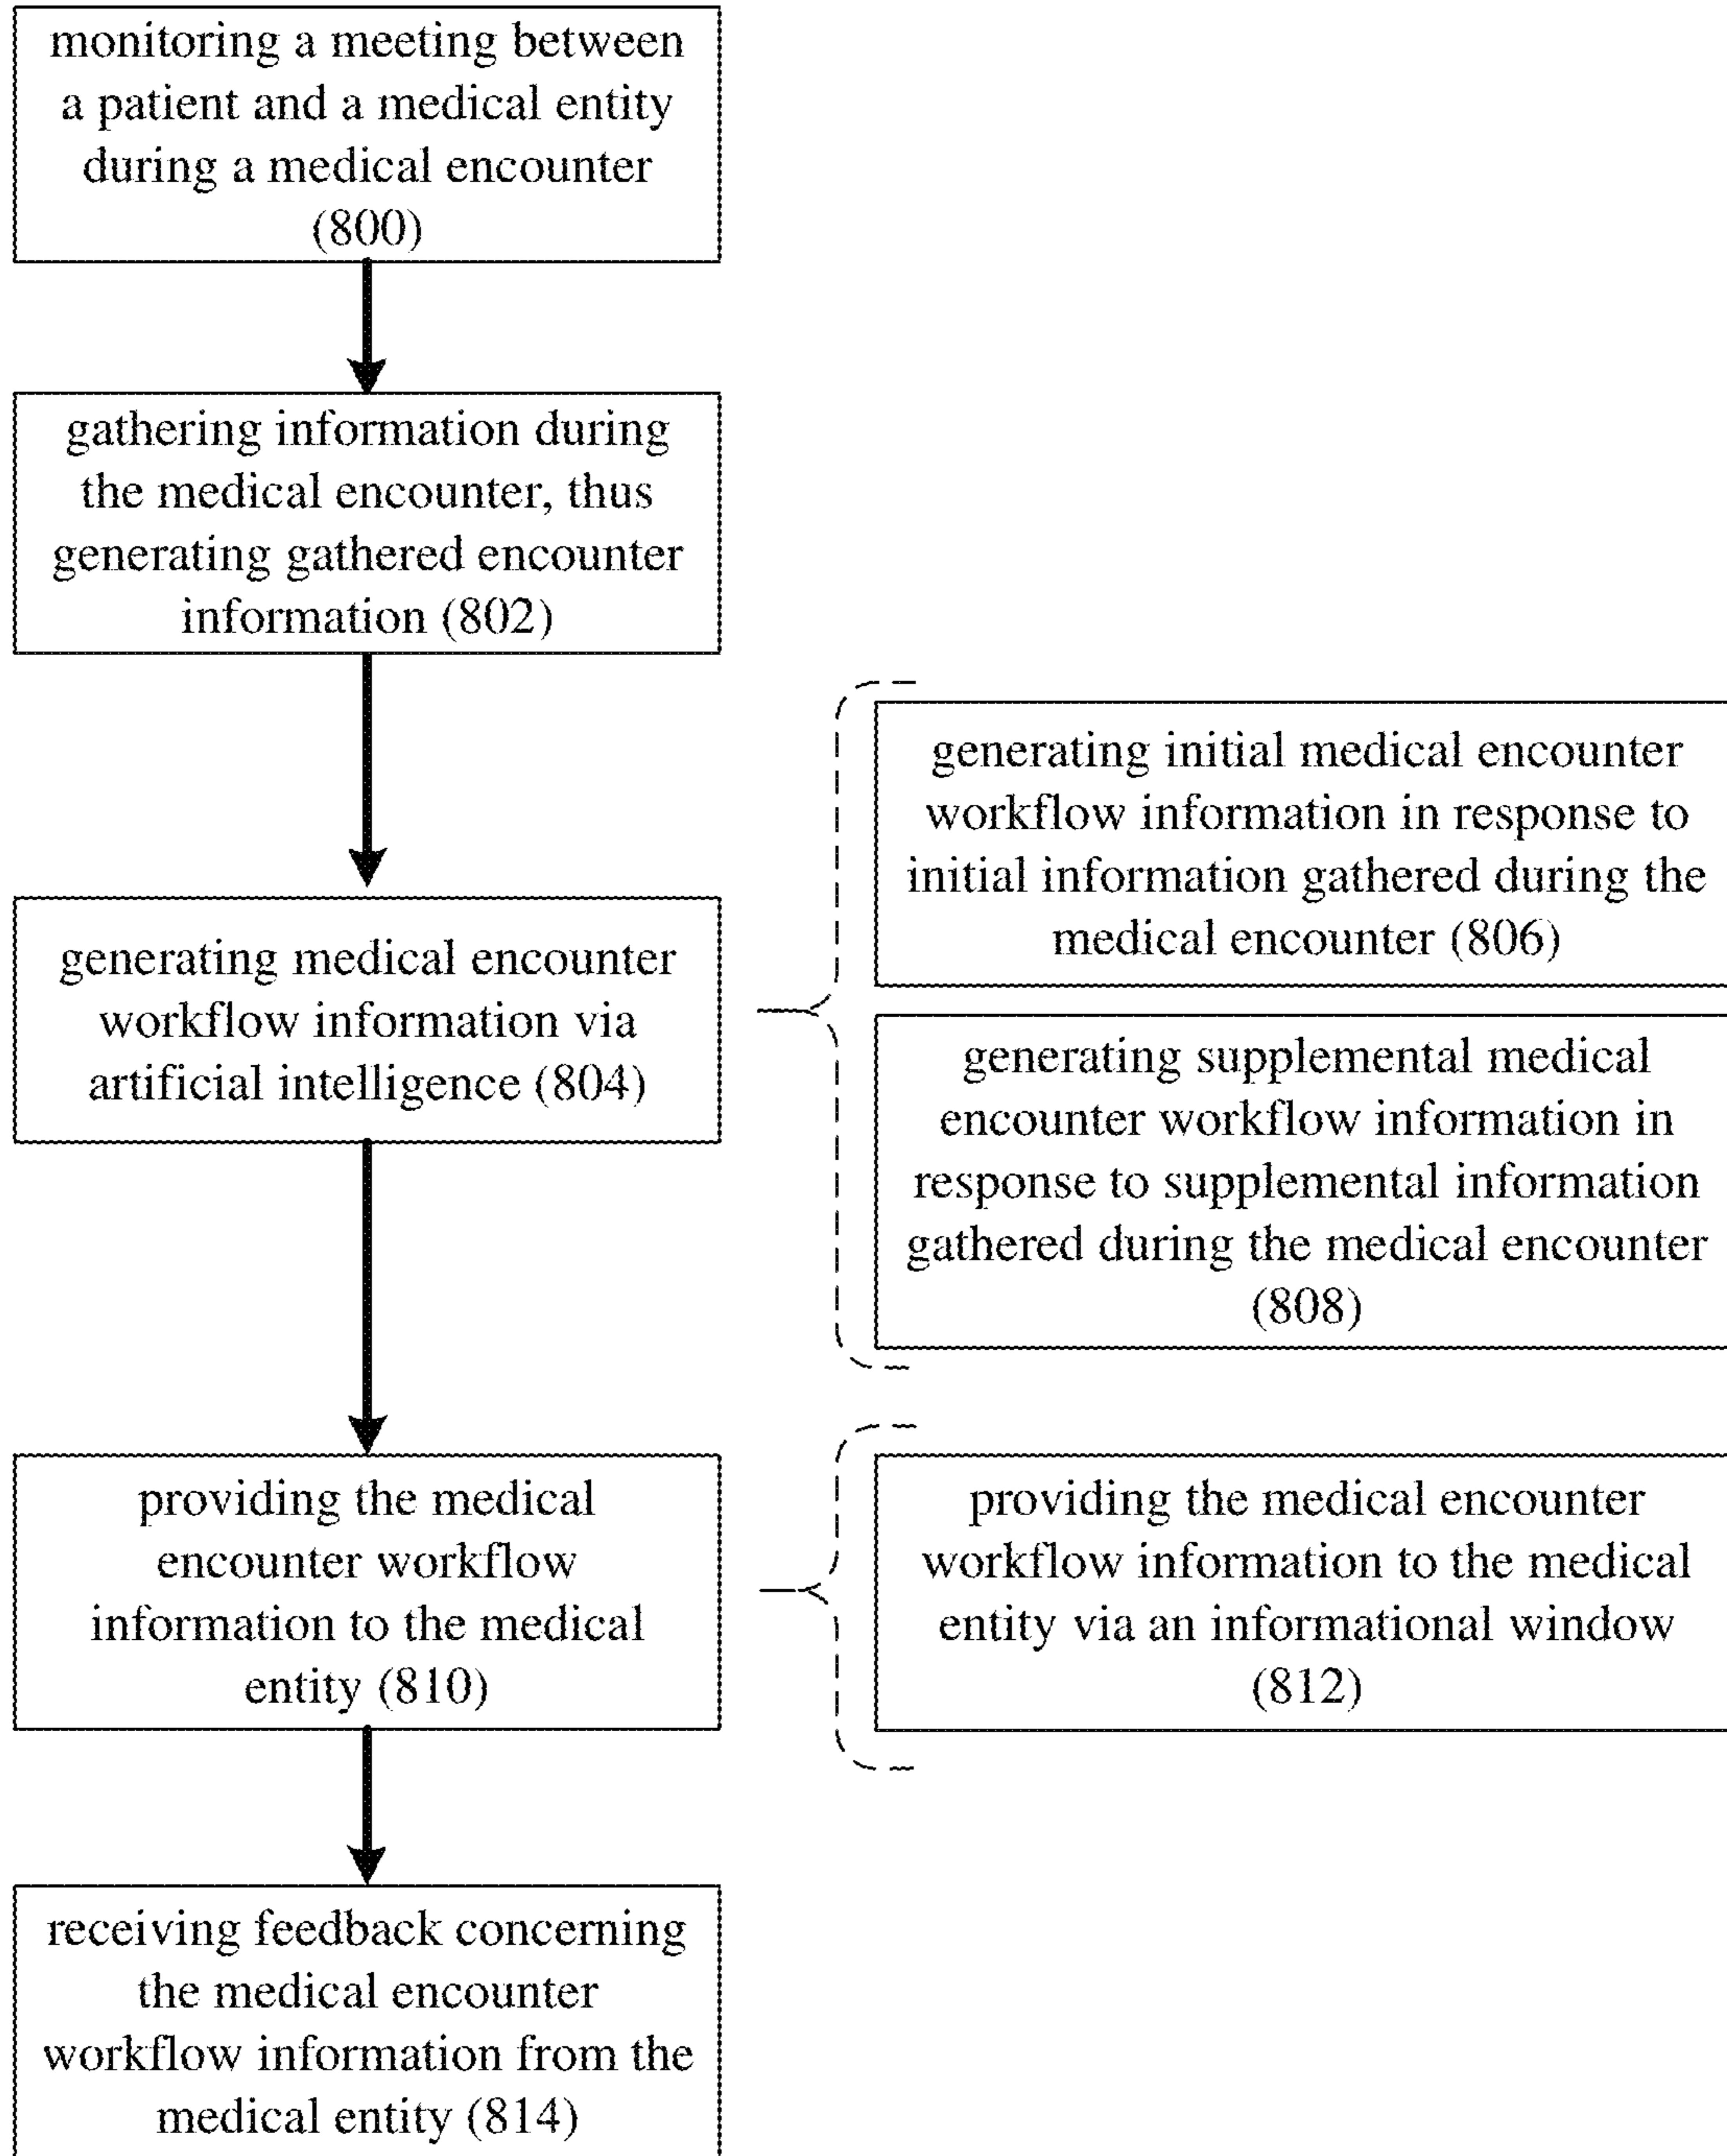 monitoring a meeting between
a patient and a medical entity
during a medical encounter
(800)
gathering information during
the medical encounter, thus
generating gathered encounter
information (802)
generating medical encounter
workflow information via
artificial intelligence (804)
generating initial medical encounter
workflow information in response to
initial information gathered during the
medical encounter (806)
generating supplemental medical
encounter workflow information in
response to supplemental information
gathered during the medical encounter
(808)
providing the medical
encounter workflow
information to the medical
entity (810)
providing the medical encounter
workflow information to the medical
entity via an informational window
(812)
receiving feedback concerning
the medical encounter
workflow information from the
medical entity (814)